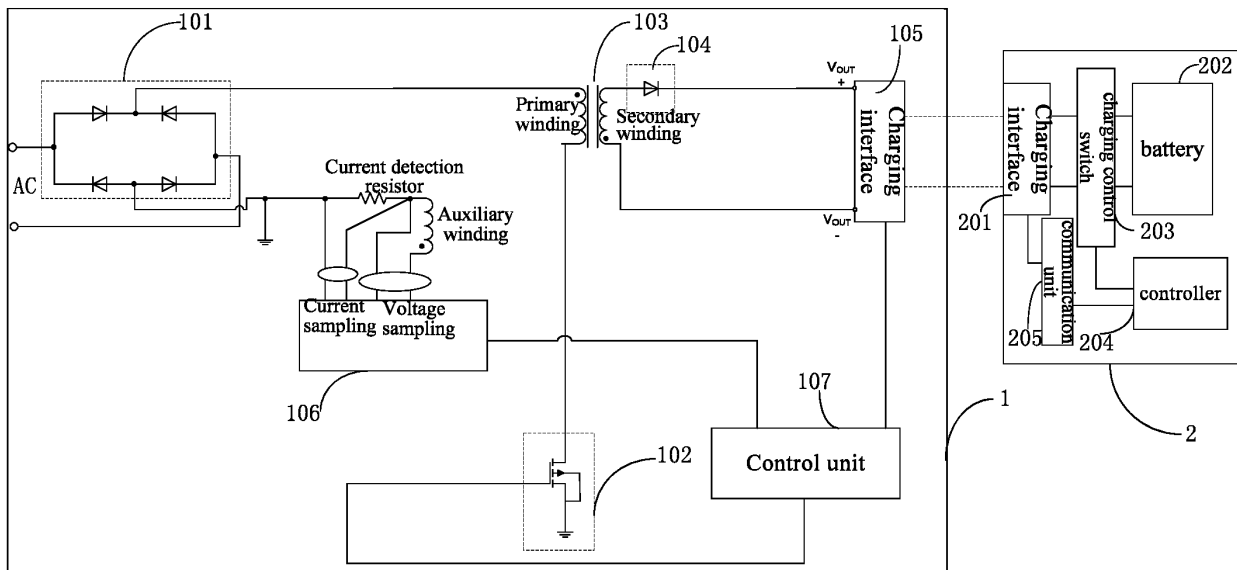 101
103
104
105
1
202
VOUT
+
Primary
winding
Secondary
winding
Charging
interface
Charging
interface
charging control
switch
battery
AC
Current detection
resistor
Auxiliary
winding
VOUT
-
201
203
communication
unit
controller
Current
sampling
Voltage
sampling
205
204
106
107
2
102
Control unit